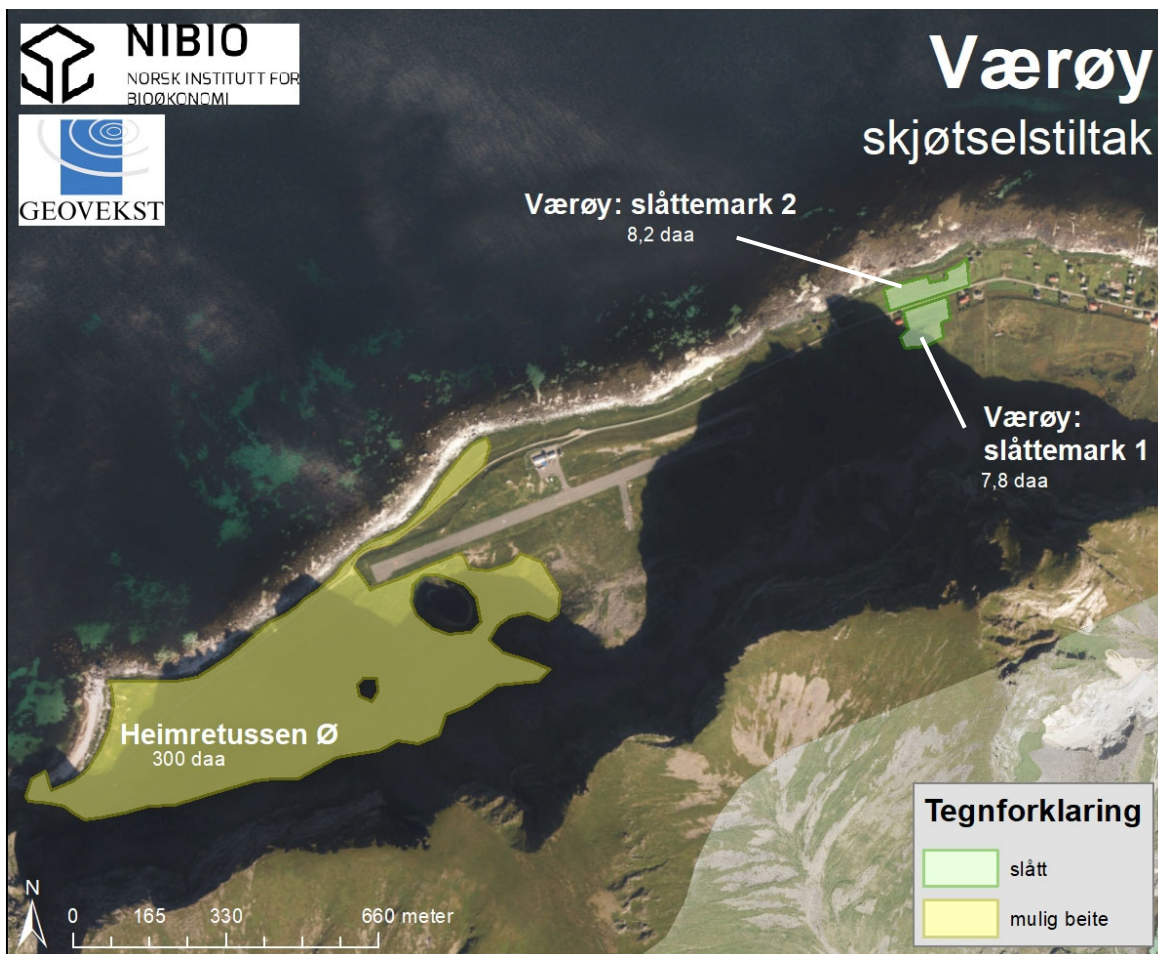 NIBIO
NORSK INSTITUTT FOR
BIOØKONOMI
GEOVEKST
Værøy
skjøtselstiltak
Værøy: slåttemark 2
8,2 daa
Værøy:
slåttemark 1
7,8 daa
Heimretussen Ø
300 daa
Tegnforklaring
slått
mulig beite
N
0 165 330 660 meter